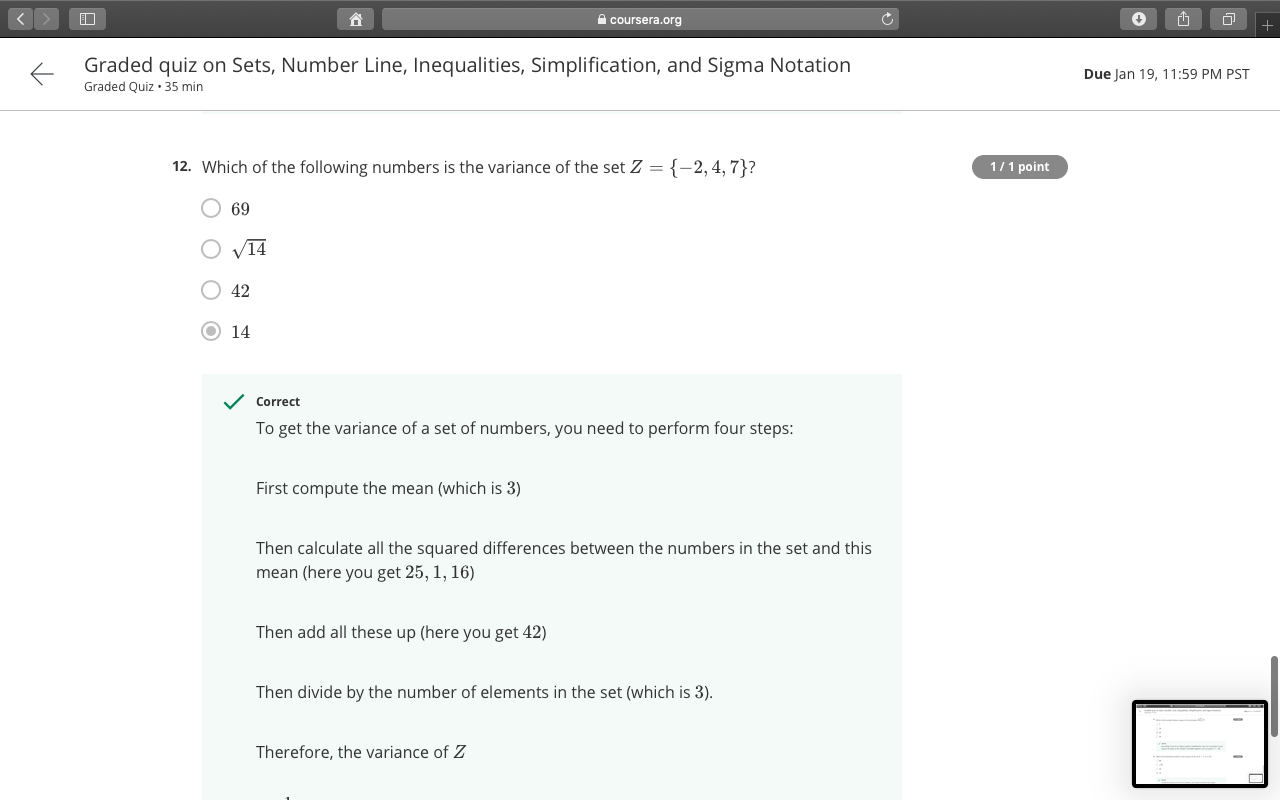 coursera.org
Graded quiz on Sets, Number Line, Inequalities, Simplification, and Sigma Notation
Graded Quiz • 35 min
Due Jan 19, 11:59 PM PST
12. Which of the following numbers is the variance of the set Z = {−2, 4, 7}?
1 / 1 point
69
√14
42
14
Correct
To get the variance of a set of numbers, you need to perform four steps:
First compute the mean (which is 3)
Then calculate all the squared differences between the numbers in the set and this
mean (here you get 25, 1, 16)
Then add all these up (here you get 42)
Then divide by the number of elements in the set (which is 3).
Therefore, the variance of Z